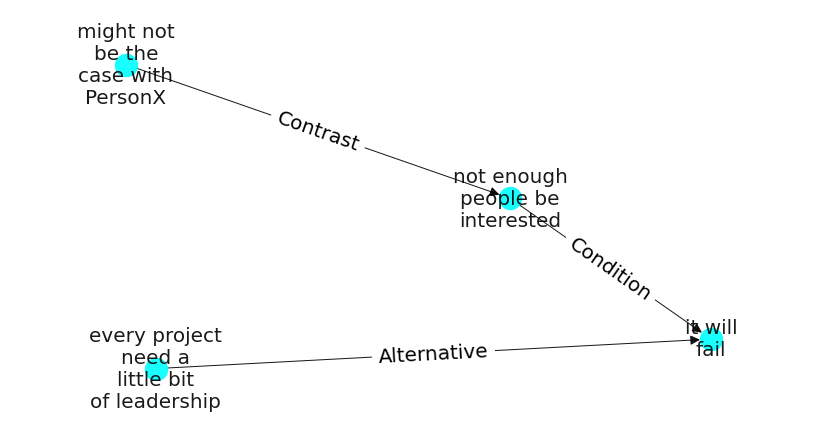 might not
be the
case with
PersonX
Contrast
not enough
people be
interested
Condition
it will
fail
every project
need a
little bit
of leadership
Alternative